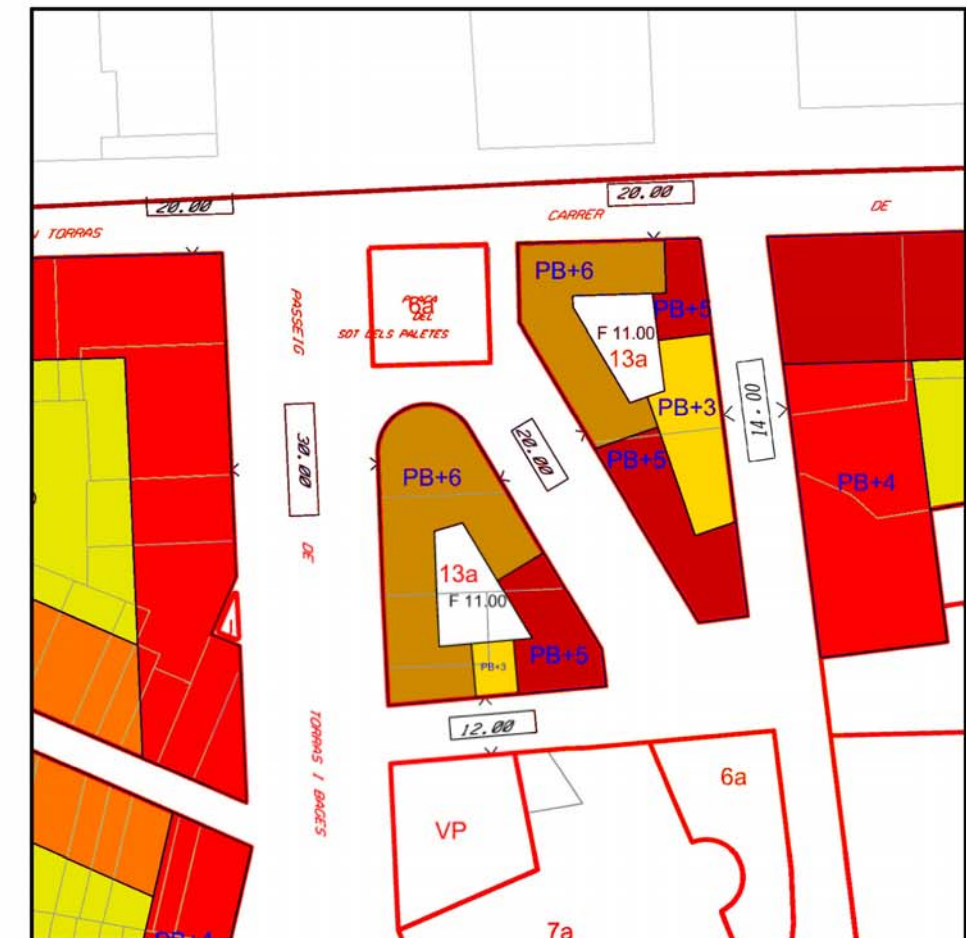 20.00
20.00
TORRAS
CARRER
DE
PB+6
PASSEIG
PLAÇA
6a
DEL
SOT DELS PALETES
PB+5
F 11.00
13a
PB+3
14.00
20.00
30.00
PB+6
PB+5
PB+4
DE
13a
F 11.00
PB+5
PB+3
12.00
TORRAS I BAGES
6a
VP
7a
PB+4